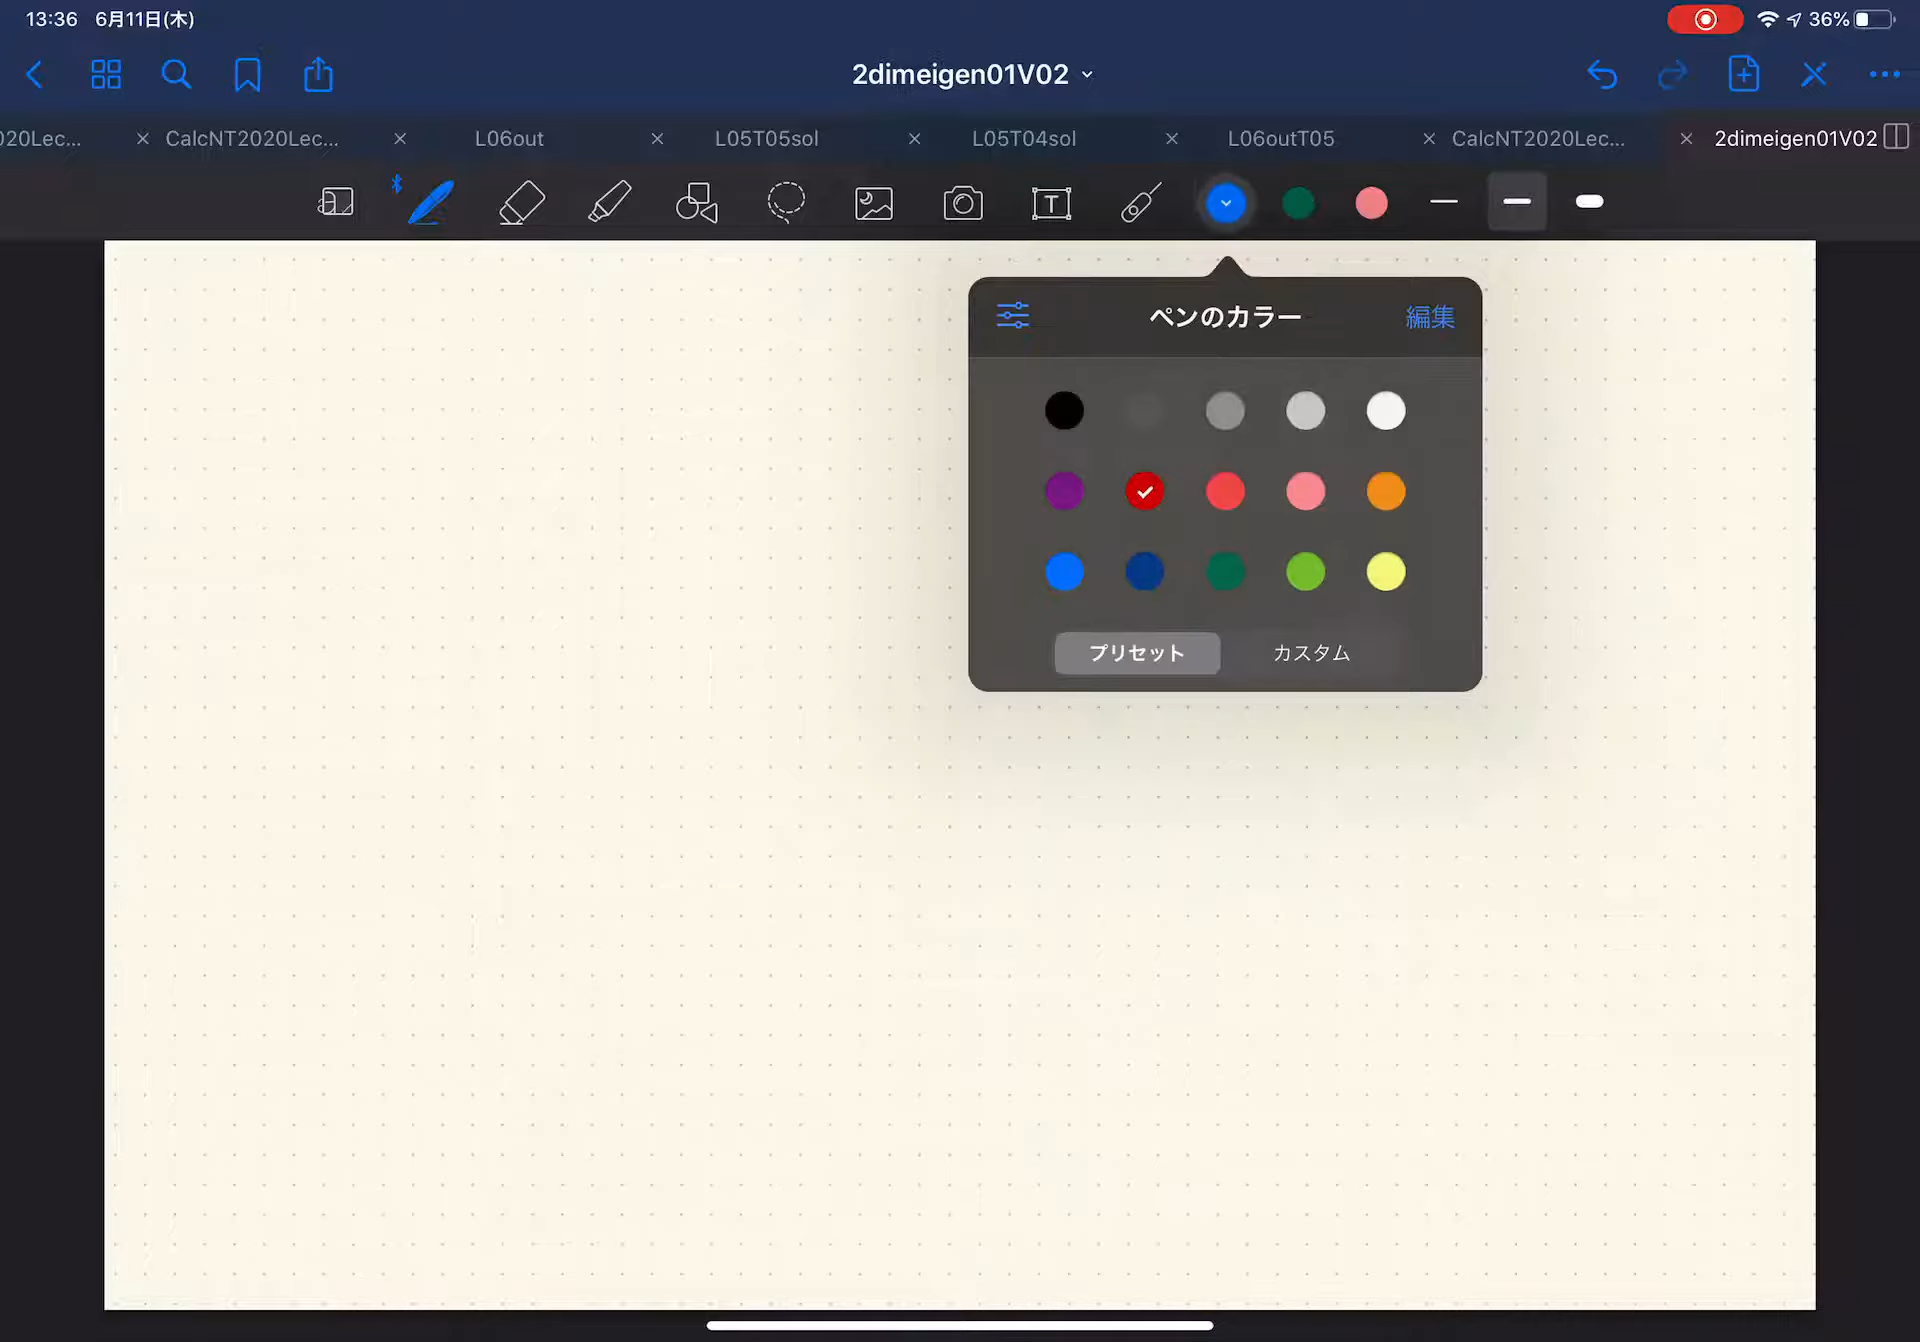 13:36 6月11日(木) 36%
2dimeigen01V02
020Lec... CalcNT2020Lec... L06out L05T05sol L05T04sol L06outT05 CalcNT2020Lec... 2dimeigen01V02
a T
ペンのカラー 編集
プリセット カスタム